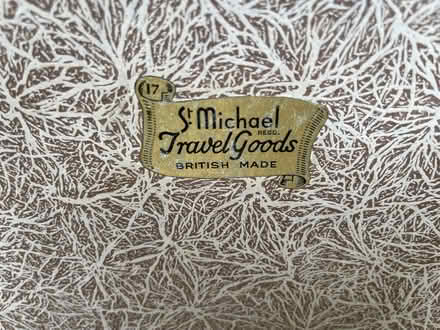 17
St Michael
REGD.
Travel Goods
BRITISH MADE